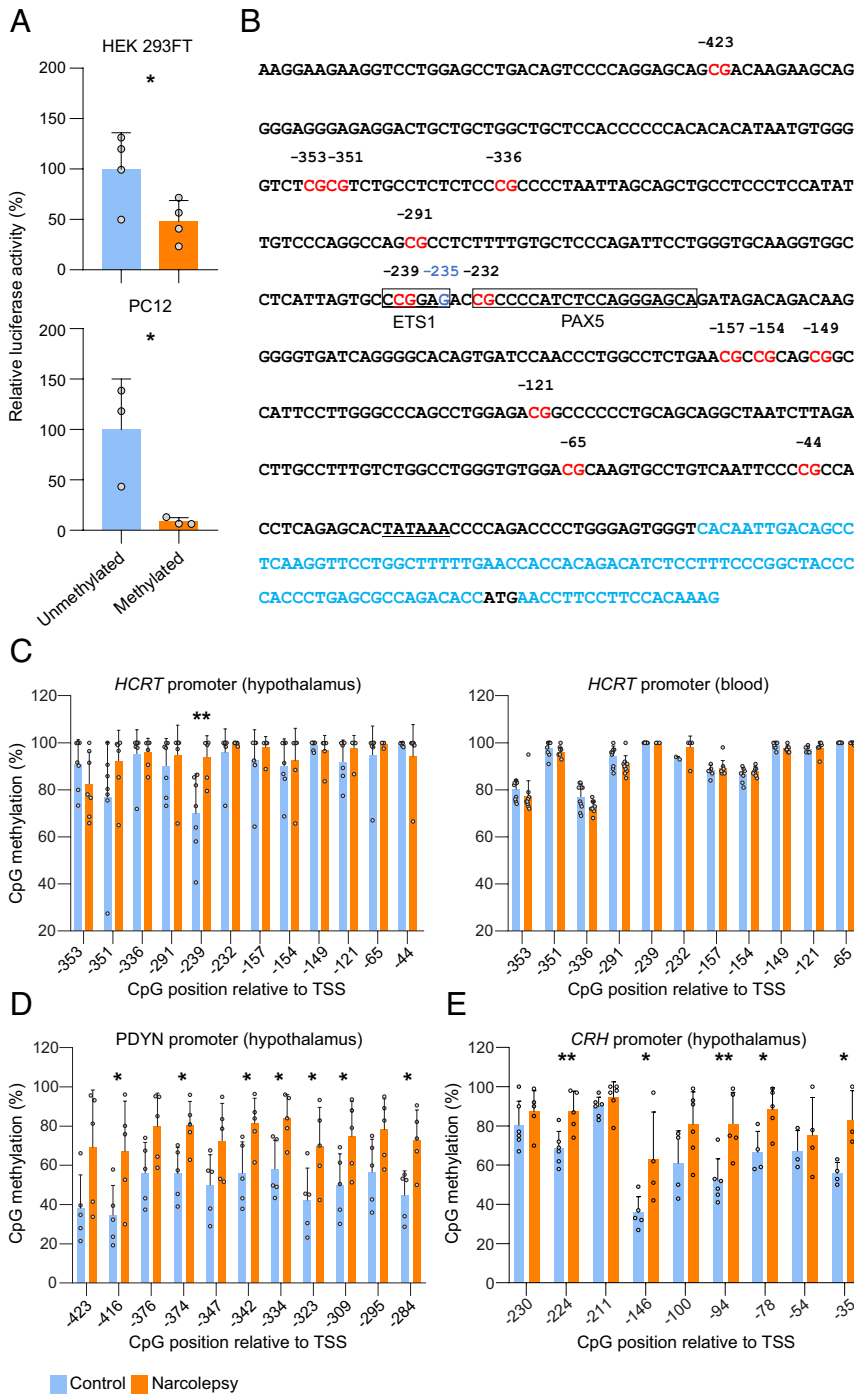 A
HEK 293FT
Relative luciferase activity (%)
200
150
100
50
0
*
PC12
200
150
100
50
0
*
Unmethylated
Methylated
B
-423
AAGGAAGAAGGTCCTGGAGCCTGACAGTCCCCAGGAGCAGCGACAAGAAGCAG
GGGAGGGAGAGGACTGCTGCTGGCTGCTCCACCCCCCACACACATAATGTGGG
-353-351 -336
GTCTCGCGTCTGCCTCTCTCCCGCCCCTAATTAGCAGCTGCCTCCCTCCATAT
-291
TGTCCCAGGCCAGCGCCTCTTTTGTGCTCCCAGATTCCTGGGTGCAAGGTGGC
-239 -235 -232
CTCATTAGTGCCCGGAGACCCGCCCCATCTCCAGGGAGCAGATAGACAGACAAG
ETS1 PAX5
-157 -154 -149
GGGGTGATCAGGGGCACAGTGATCCAACCCTGGCCTCTGAACGCCGCAGCGGC
-121
CATTCCTTGGGCCCAGCCTGGAGACGGCCCCCCTGCAGCAGGCTAATCTTAGA
-65 -44
CTTGCCTTTGTCTGGCCTGGGTGTGGACGCAAGTGCCTGTCAATTCCCCGCCA
CCTCAGAGCACTATAAACCCCAGACCCCTGGGAGTGGGTCACAATTGACAGCC
TCAAGGTTCCTGGCTTTTTGAACCACCACAGACATCTCCTTTCCCGGCTACCC
CACCCTGAGCGCCAGACACCATGAACCTTCCTTCCACAAAG
C
HCRT promoter (hypothalamus)
CpG methylation (%)
120
100
80
60
40
20
**
-353 -351 -336 -291 -239 -232 -157 -154 -149 -121 -65 -44
CpG position relative to TSS
HCRT promoter (blood)
120
100
80
60
40
20
-353 -351 -336 -291 -239 -232 -157 -154 -149 -121 -65
CpG position relative to TSS
D
PDYN promoter (hypothalamus)
CpG methylation (%)
120
100
80
60
40
20
0
* * * * * * *
-423 -416 -376 -374 -347 -342 -334 -323 -309 -295 -284
CpG position relative to TSS
E
CRH promoter (hypothalamus)
CpG methylation (%)
120
100
80
60
40
20
0
** * ** * *
-230 -224 -211 -146 -100 -94 -78 -54 -35
CpG position relative to TSS
Control Narcolepsy